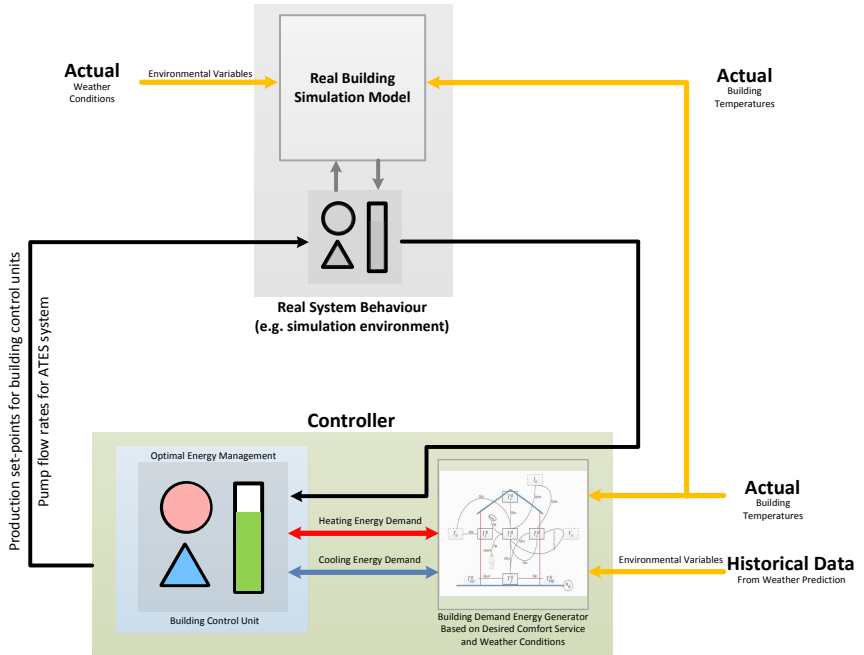 Actual
Weather
Conditions
Environmental Variables
Real Building
Simulation Model
Actual
Building
Temperatures
Real System Behaviour
(e.g. simulation environment)
Production set-points for building control units
Pump flow rates for ATES system
Controller
Optimal Energy Management
Heating Energy Demand
Cooling Energy Demand
Building Control Unit
Building Demand Energy Generator
Based on Desired Comfort Service
and Weather Conditions
Actual
Building
Temperatures
Environmental Variables
Historical Data
From Weather Prediction